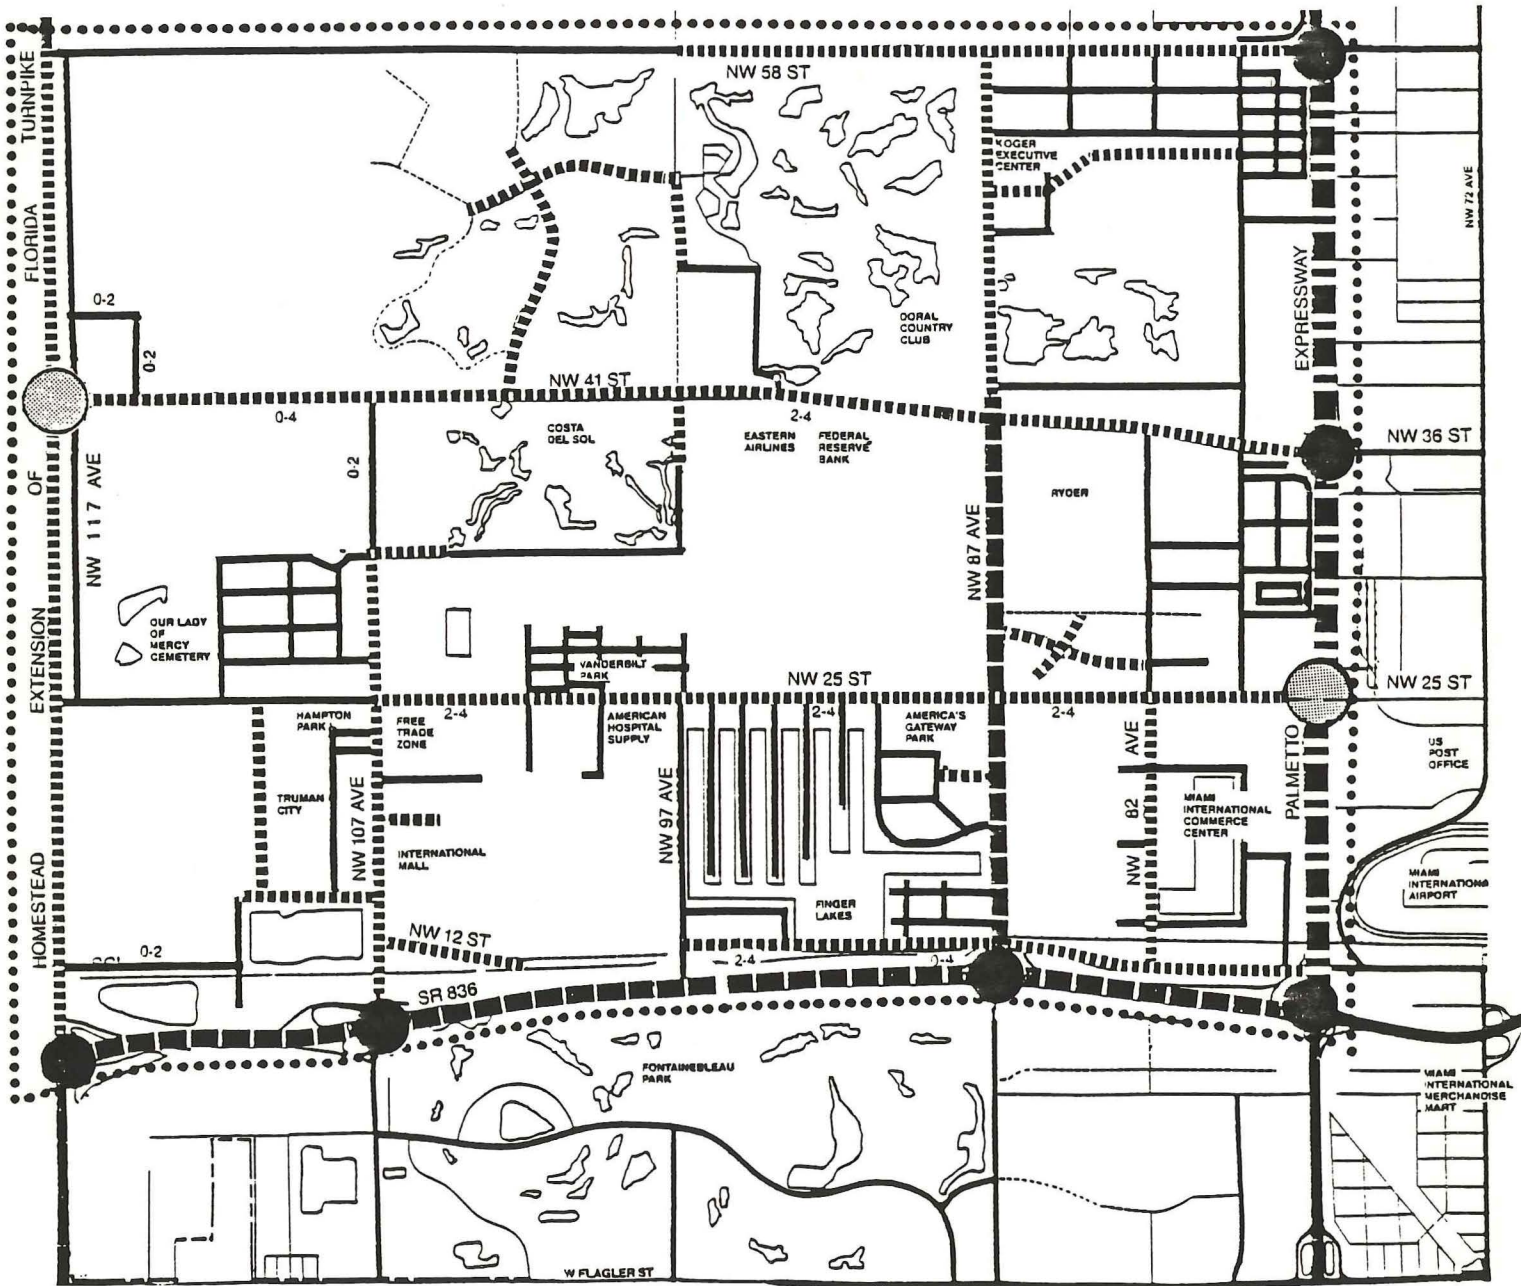 NW 58 ST
HOMESTEAD EXTENSION OF FLORIDA TURNPIKE
KOGER
EXECUTIVE
CENTER
NW 72 AVE
PALMETTO EXPRESSWAY
0-2
0-2
DORAL
COUNTRY
CLUB
NW 41 ST
0-4
2-4
COSTA
DEL SOL
EASTERN
AIRLINES
FEDERAL
RESERVE
BANK
NW 36 ST
NW 117 AVE
0-2
RYDER
NW 87 AVE
OUR LADY
OF
MERCY
CEMETERY
VANDERBILT
PARK
NW 25 ST
NW 25 ST
2-4
2-4
2-4
HAMPTON
PARK
FREE
TRADE
ZONE
AMERICAN
HOSPITAL
SUPPLY
AMERICA'S
GATEWAY
PARK
US
POST
OFFICE
TRUMAN
CITY
NW 107 AVE
NW 97 AVE
NW 82 AVE
MIAMI
INTERNATIONAL
COMMERCE
CENTER
INTERNATIONAL
MALL
MIAMI
INTERNATIONA
AIRPORT
FINGER
LAKES
NW 12 ST
0-2
2-4
0-4
SR 836
FONTAINEBLEAU
PARK
MIAMI
INTERNATIONAL
MERCHANDISE
MART
W FLAGLER ST